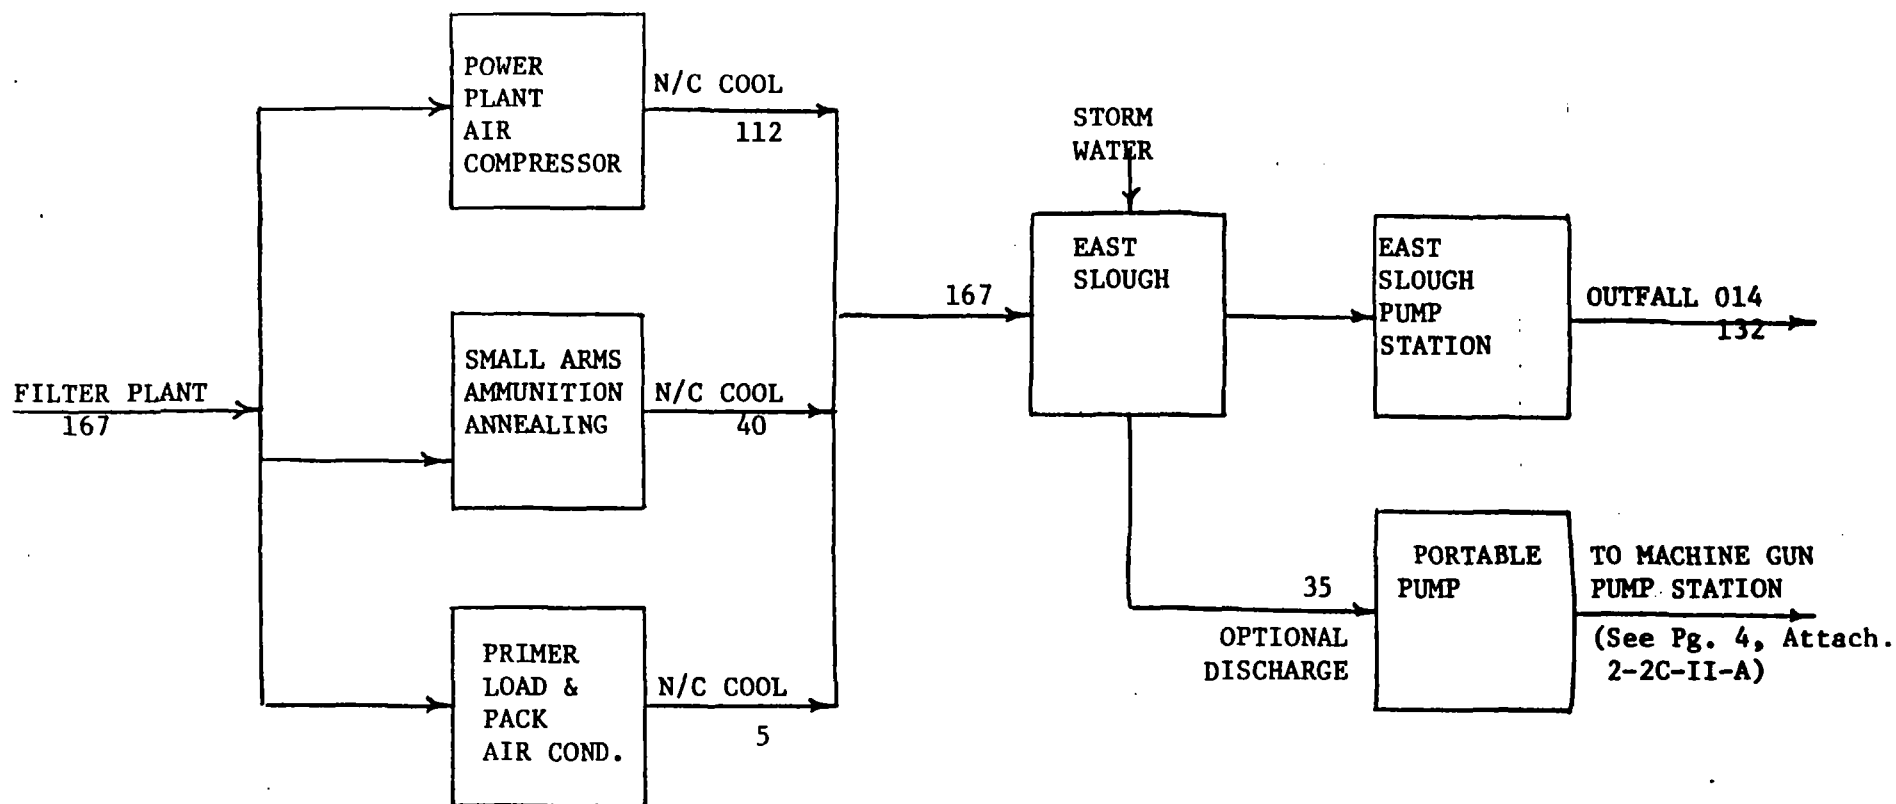 POWER
PLANT
AIR
COMPRESSOR
N/C COOL
112
STORM
WATER
EAST
SLOUGH
EAST
SLOUGH
PUMP
STATION
167
OUTFALL 014
132
SMALL ARMS
AMMUNITION
ANNEALING
FILTER PLANT
167
N/C COOL
40
PORTABLE
PUMP
TO MACHINE GUN
PUMP STATION
35
OPTIONAL
DISCHARGE
(See Pg. 4, Attach.
2-2C-II-A)
PRIMER
LOAD &
PACK
AIR COND.
N/C COOL
5